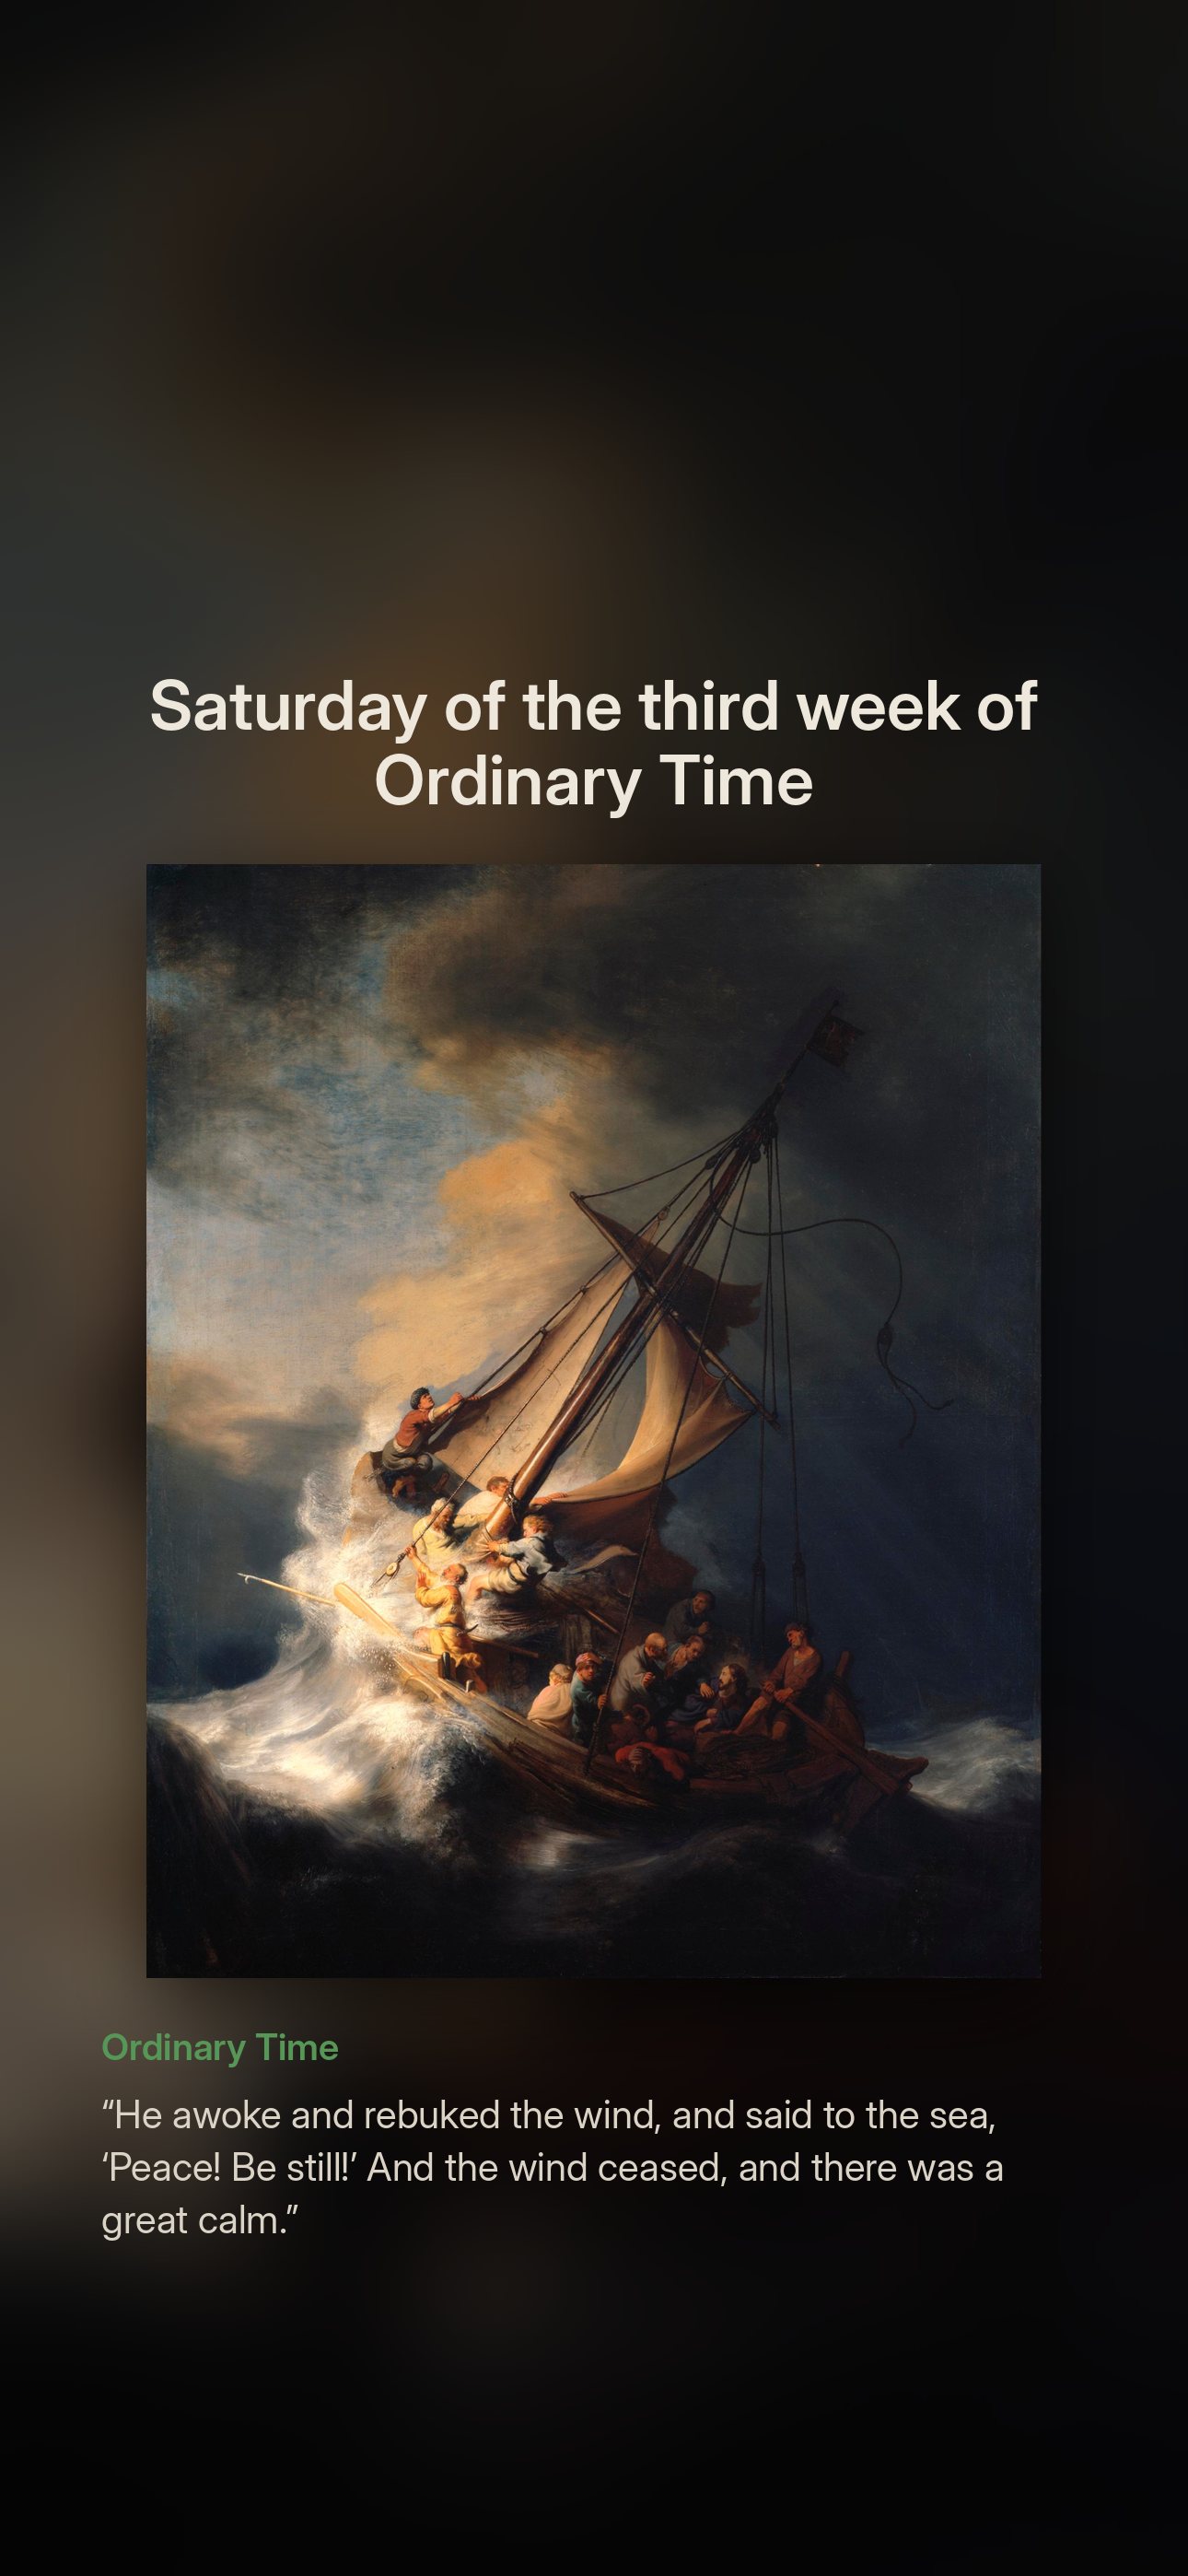 Saturday of the third week of
Ordinary Time
Ordinary Time
“He awoke and rebuked the wind, and said to the sea,
‘Peace! Be still!’ And the wind ceased, and there was a
great calm.”